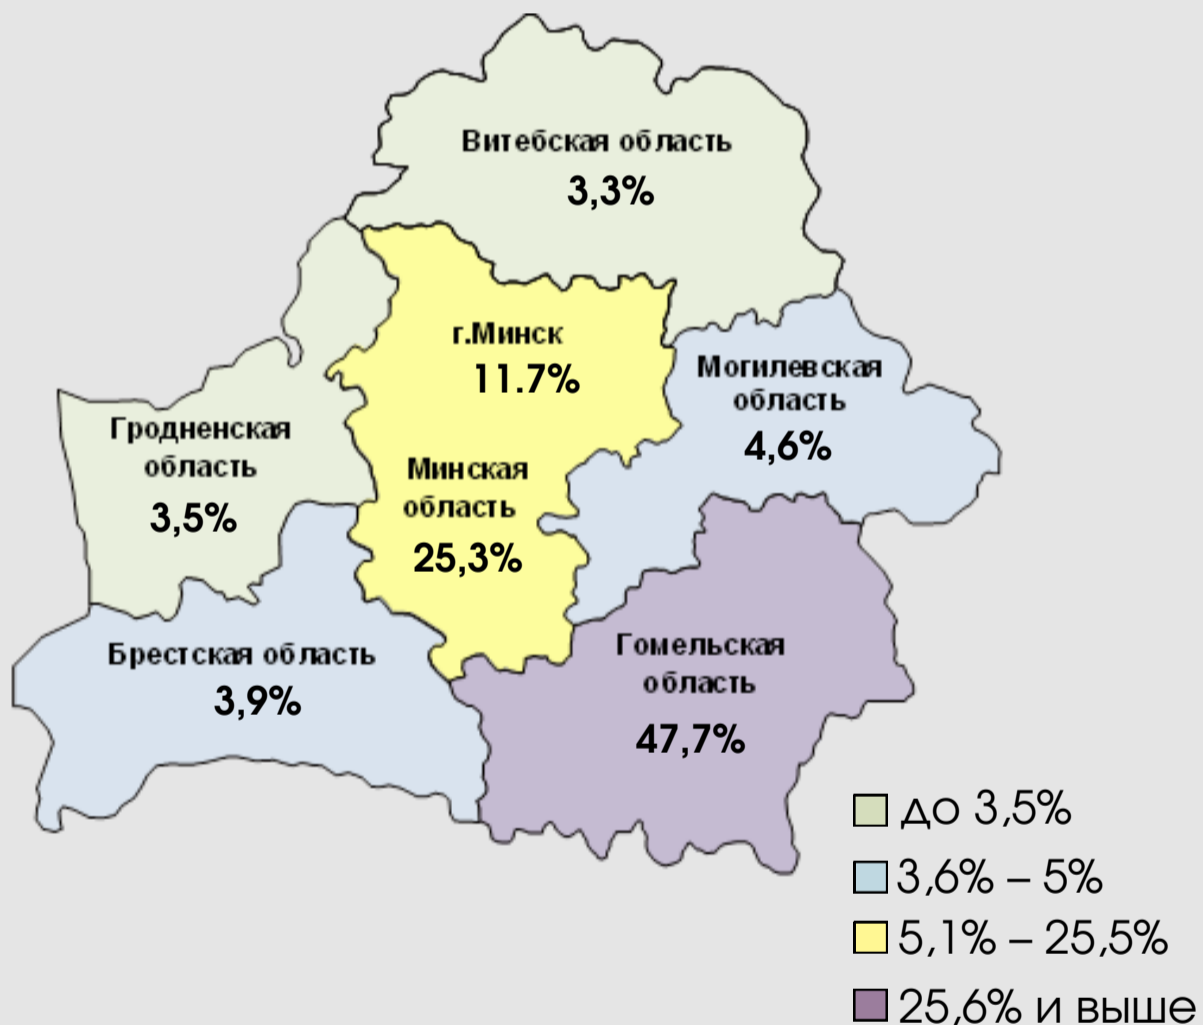 Витебская область
3,3%
г.Минск
11.7%
Могилевская
область
4,6%
Гродненская
область
3,5%
Минская
область
25,3%
Брестская область
3,9%
Гомельская
область
47,7%
до 3,5%
3,6% – 5%
5,1% – 25,5%
25,6% и выше